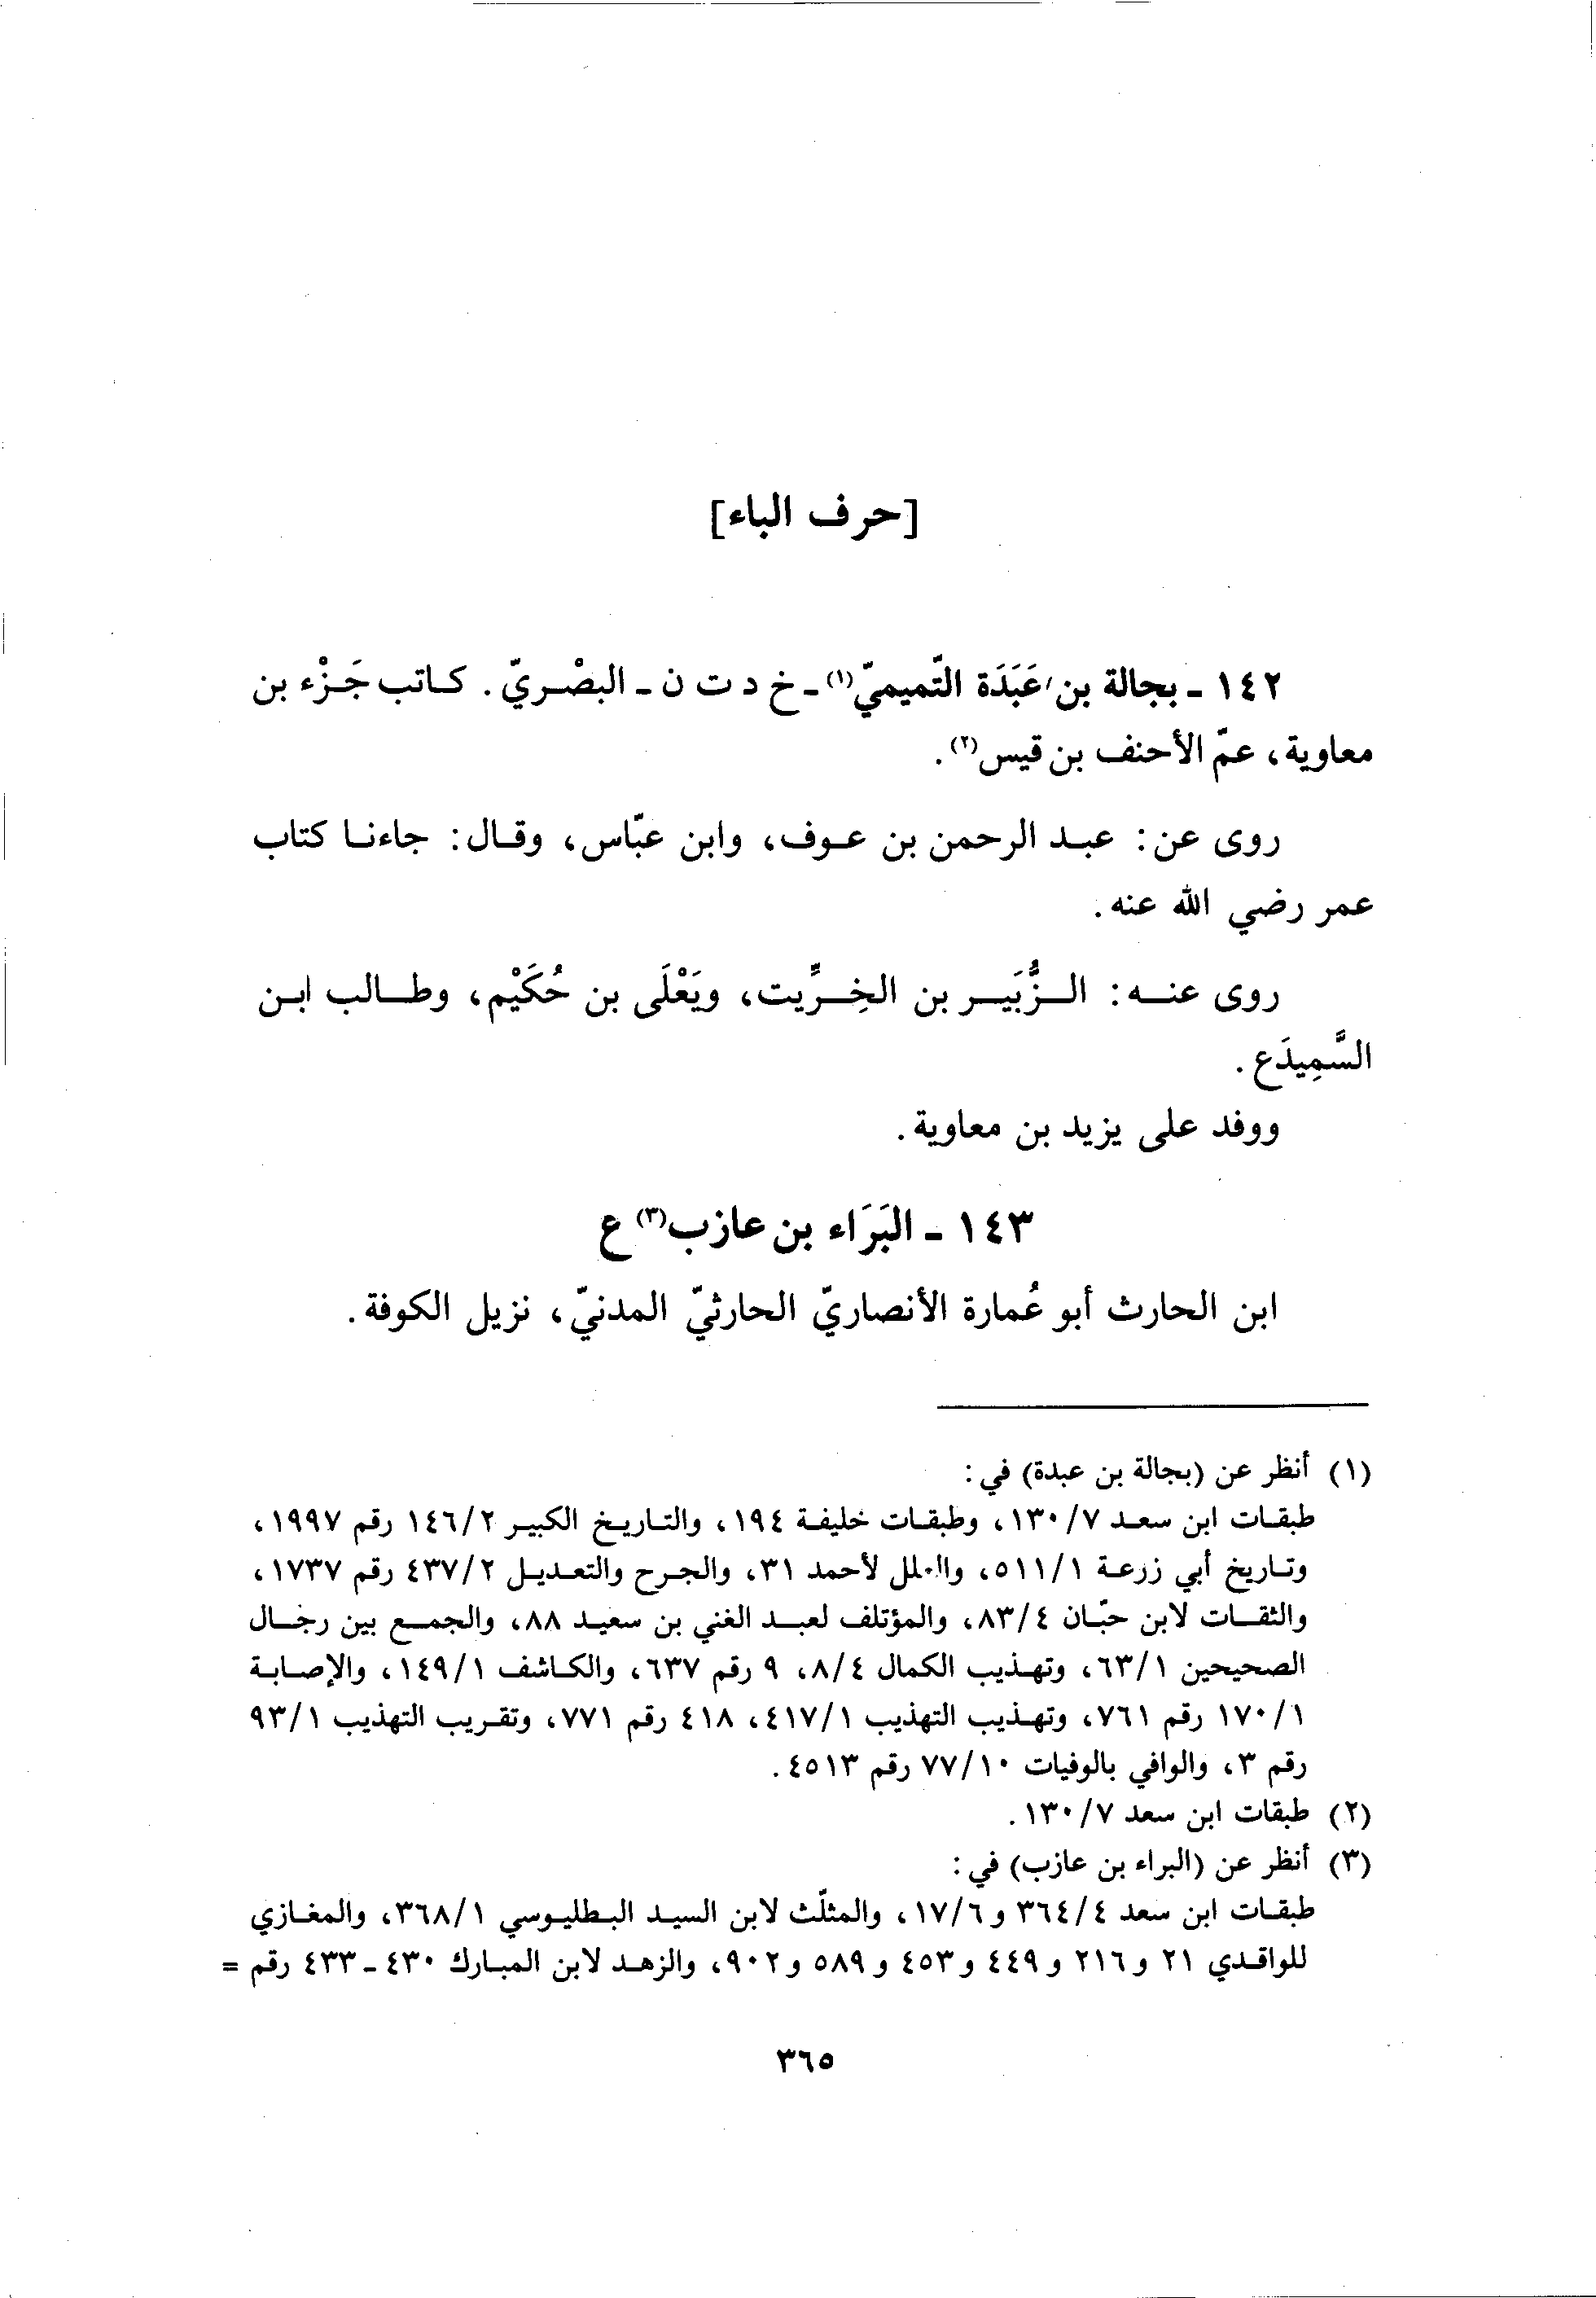 [حرف الباء]
١٤٢ - بجالة بن عَبَدَة التّميميّ(١) - خ د ت ن - البصْريّ. كاتب جَزْء بن
معاوية، عمّ الأحنف بن قيس(٢).
روى عن: عبد الرحمن بن عوف، وابن عبّاس، وقال: جاءنا كتاب
عمر رضي الله عنه.
روى عنه: الزُّبَير بن الخِرِّيت، ويَعْلَى بن حُكَيْم، وطالب ابن
السَّمِيدَع.
ووفد على يزيد بن معاوية.
١٤٣ - البَرَاء بن عازب(٣) ع
ابن الحارث أبو عُمارة الأنصاريّ الحارثيّ المدنيّ، نزيل الكوفة.
(١) أنظر عن (بجالة بن عبدة) في:
طبقات ابن سعد ٧/ ١٣٠، وطبقات خليفة ١٩٤، والتاريخ الكبير ٢/ ١٤٦ رقم ١٩٩٧،
وتاريخ أبي زرعة ١/ ٥١١، والعلل لأحمد ٣١، والجرح والتعديل ٢/ ٤٣٧ رقم ١٧٣٧،
والثقات لابن حبّان ٤/ ٨٣، والمؤتلف لعبد الغني بن سعيد ٨٨، والجمع بين رجال
الصحيحين ١/ ٦٣، وتهذيب الكمال ٤/ ٨، ٩ رقم ٦٣٧، والكاشف ١/ ١٤٩، والإصابة
١/ ١٧٠ رقم ٧٦١، وتهذيب التهذيب ١/ ٤١٧، ٤١٨ رقم ٧٧١، وتقريب التهذيب ١/ ٩٣
رقم ٣، والوافي بالوفيات ١٠/ ٧٧ رقم ٤٥١٣.
(٢) طبقات ابن سعد ٧/ ١٣٠.
(٣) أنظر عن (البراء بن عازب) في:
طبقات ابن سعد ٤/ ٣٦٤ و ٦/ ١٧، والمثلّث لابن السيد البطليوسي ١/ ٣٦٨، والمغازي
للواقدي ٢١ و ٢١٦ و ٤٤٩ و ٤٥٣ و ٥٨٩ و ٩٠٢، والزهد لابن المبارك ٤٣٠ - ٤٣٣ رقم =
٣٦٥